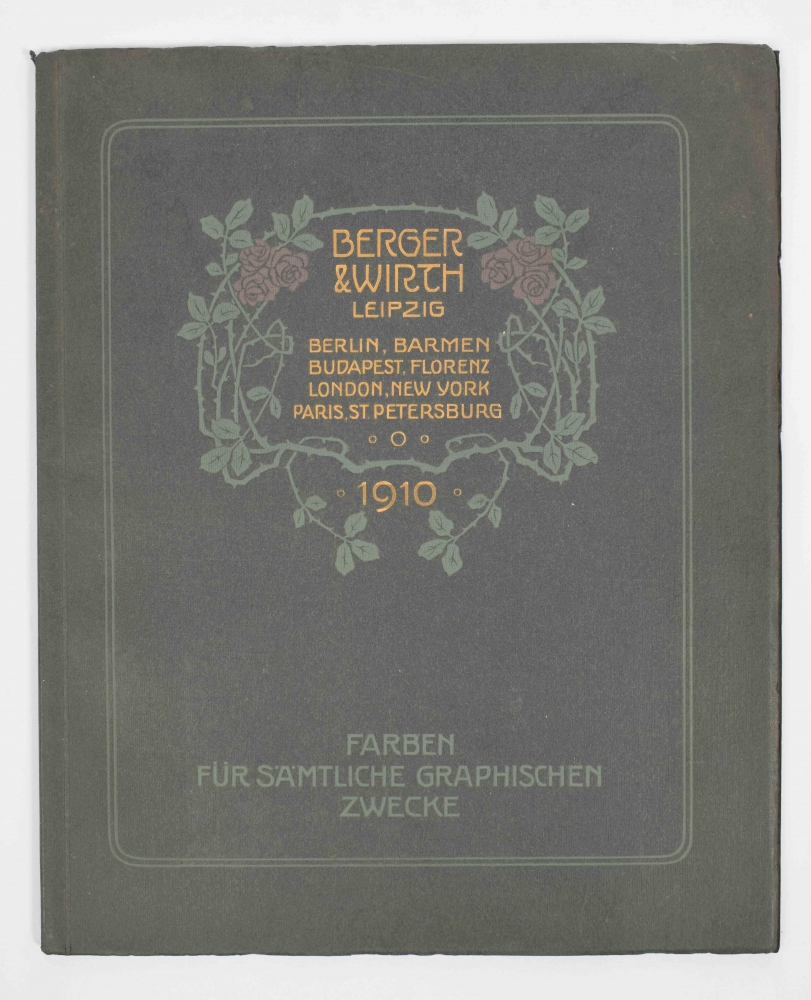 BERGER
& WIRTH
LEIPZIG
BERLIN, BARMEN
BUDAPEST, FLORENZ
LONDON, NEW YORK
PARIS, ST. PETERSBURG
1910
FARBEN
FÜR SÄMTLICHE GRAPHISCHEN
ZWECKE